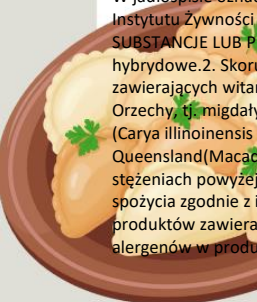 W jadłospisie oznac
Instytutu Żywności
SUBSTANCJE LUB P
hybrydowe.2. Skoru
zawierających witar
Orzechy, tj. migdały
(Carya illinoinensis
Queensland(Macad
stężeniach powyżej
spożycia zgodnie z i
produktów zawiera
alergenów w produ